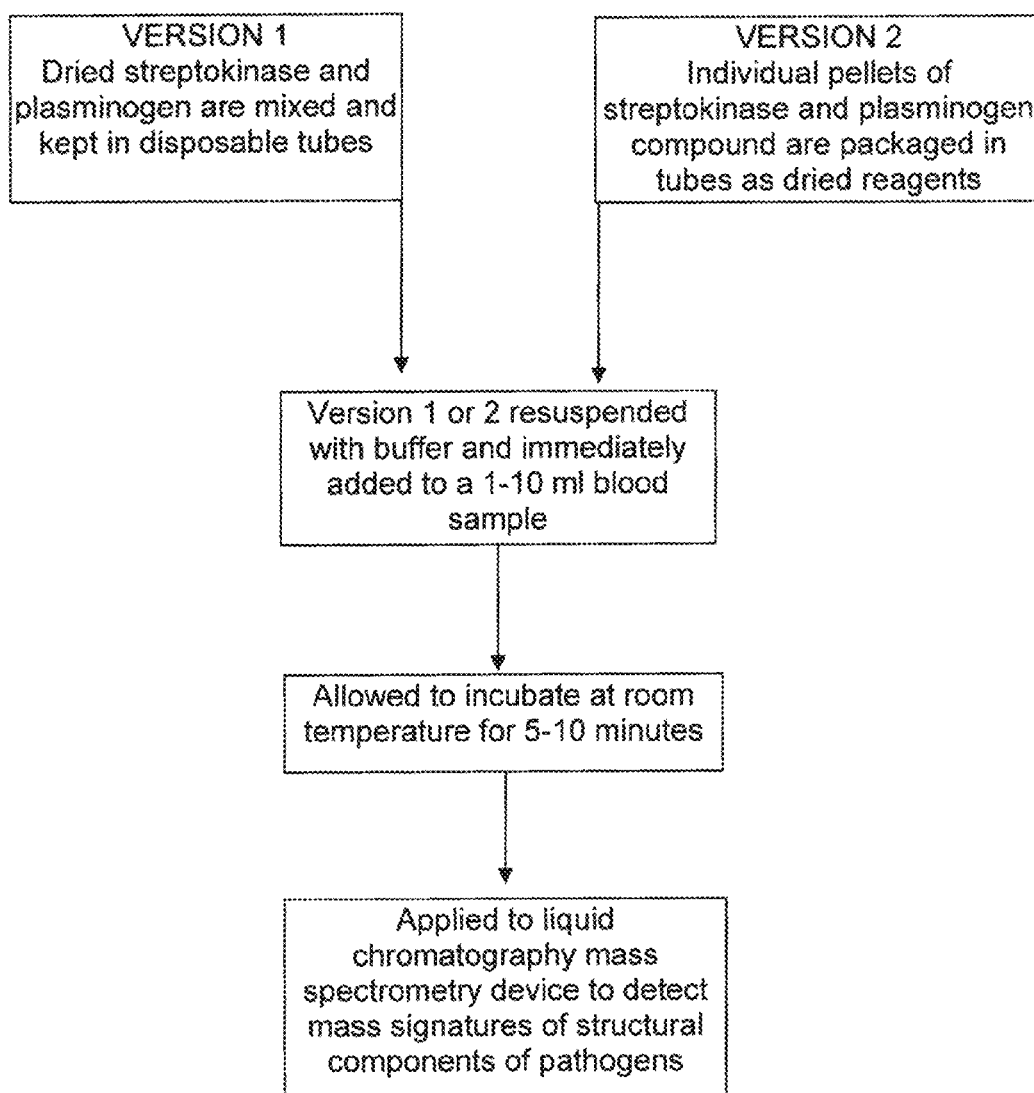 VERSION 1
Dried streptokinase and
plasminogen are mixed and
kept in disposable tubes
VERSION 2
Individual pellets of
streptokinase and plasminogen
compound are packaged in
tubes as dried reagents
Version 1 or 2 resuspended
with buffer and immediately
added to a 1-10 ml blood
sample
Allowed to incubate at room
temperature for 5-10 minutes
Applied to liquid
chromatography mass
spectrometry device to detect
mass signatures of structural
components of pathogens